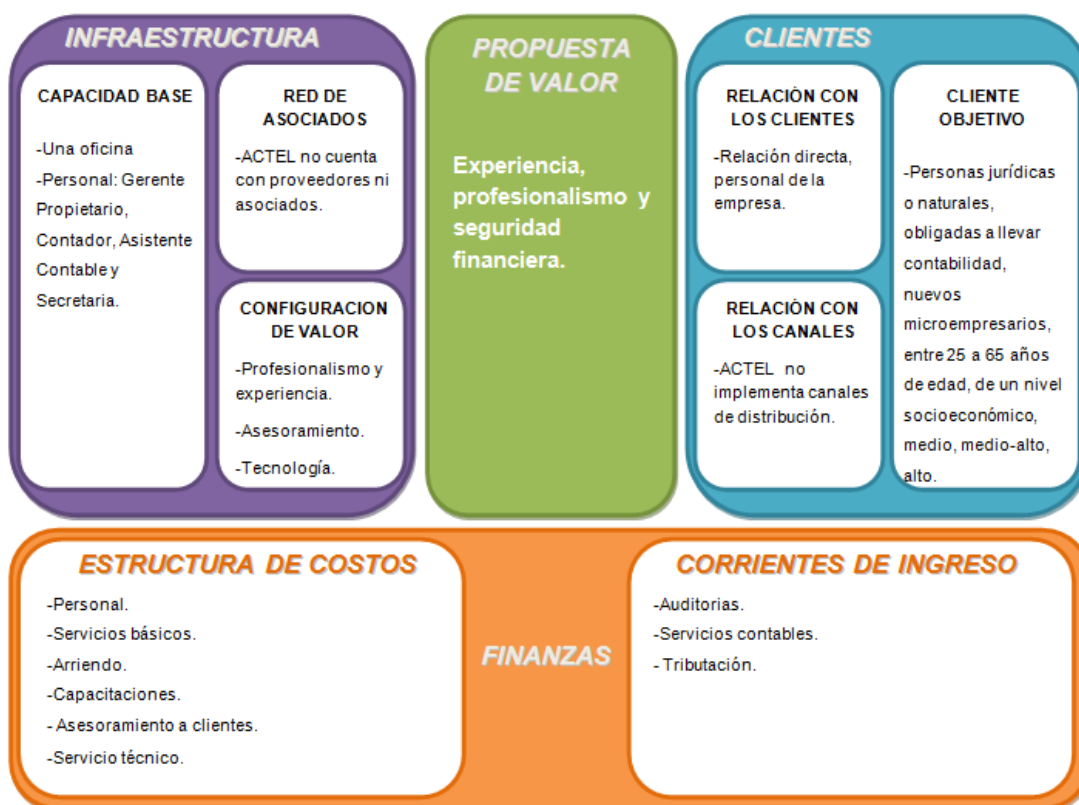 INFRAESTRUCTURA
CAPACIDAD BASE
-Una oficina
-Personal: Gerente
Propietario,
Contador, Asistente
Contable y
Secretaria.
RED DE
ASOCIADOS
-ACTEL no cuenta
con proveedores ni
asociados.
CONFIGURACION
DE VALOR
-Profesionalismo y
experiencia.
-Asesoramiento.
-Tecnología.
PROPUESTA
DE VALOR
Experiencia,
profesionalismo y
seguridad
financiera.
CLIENTES
RELACIÓN CON
LOS CLIENTES
-Relación directa,
personal de la
empresa.
RELACIÓN CON
LOS CANALES
-ACTEL no
implementa canales
de distribución.
CLIENTE
OBJETIVO
-Personas jurídicas
o naturales,
obligadas a llevar
contabilidad,
nuevos
microempresarios,
entre 25 a 65 años
de edad, de un nivel
socioeconómico,
medio, medio-alto,
alto.
ESTRUCTURA DE COSTOS
-Personal.
-Servicios básicos.
-Arriendo.
-Capacitaciones.
- Asesoramiento a clientes.
-Servicio técnico.
FINANZAS
CORRIENTES DE INGRESO
-Auditorias.
-Servicios contables.
- Tributación.